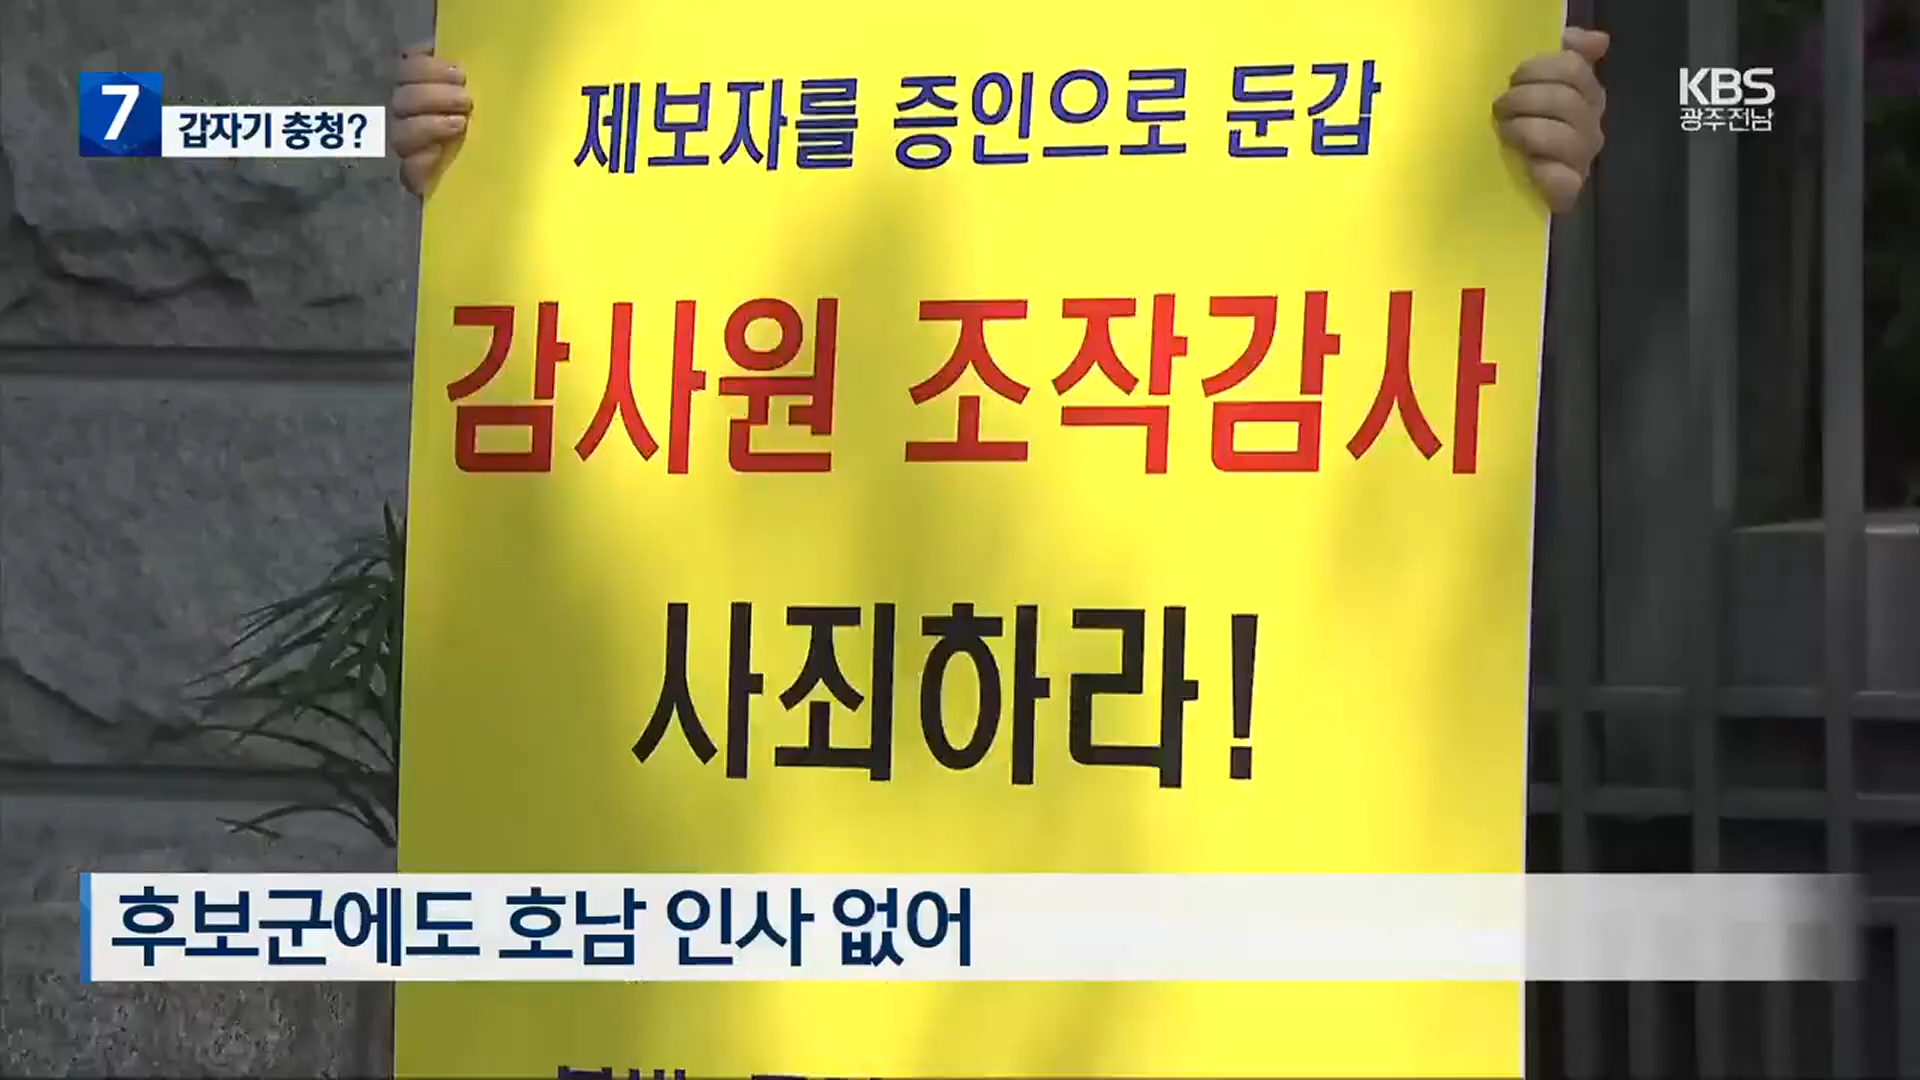 7
갑자기 충청?
KBS
광주전남
제보자를 증인으로 둔갑
감사원 조작감사
사죄하라!
후보군에도 호남 인사 없어